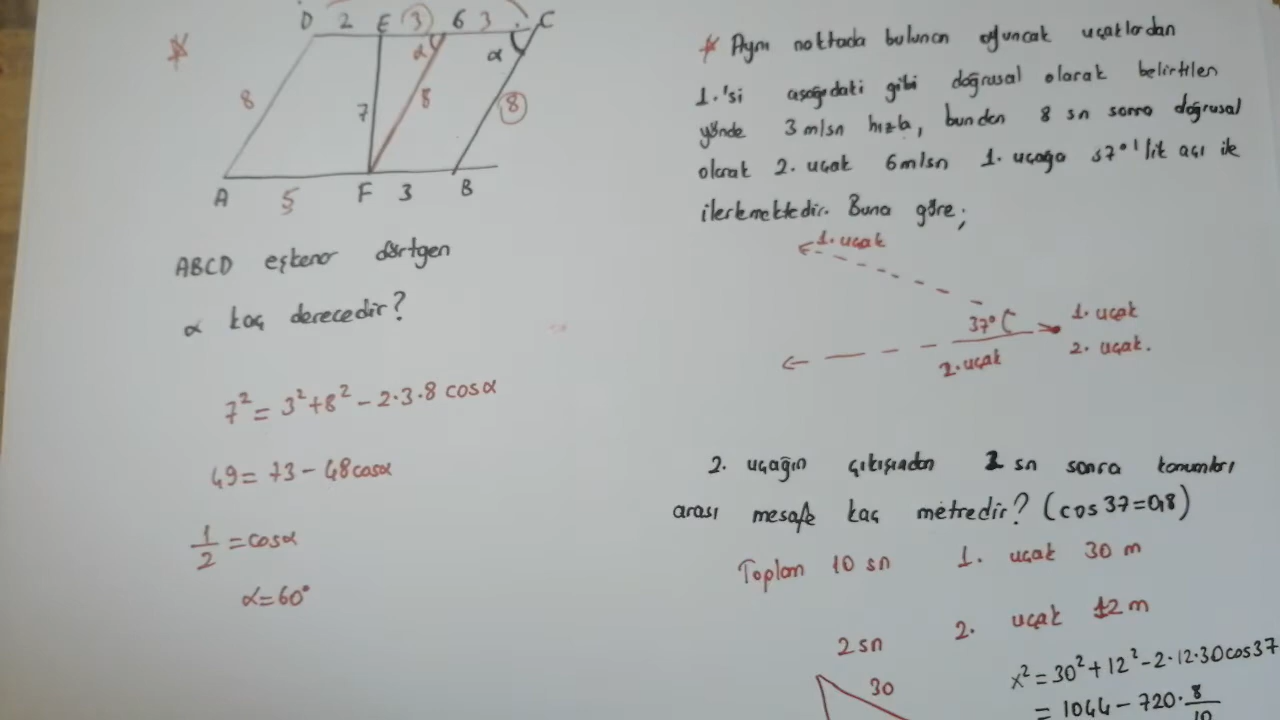 D 2 E 3 6 3 C
α α
8 7 8 8
A 5 F 3 B
ABCD eşkenar dörtgen
α kaç derecedir?
7² = 3² + 8² - 2·3·8 cosα
49 = 73 - 48cosα
1/2 = cosα
α = 60°
* Aynı noktada bulunan oyuncak uçaklardan
1.'si aşağıdaki gibi doğrusal olarak belirtilen
yönde 3 m/sn hızla, bundan 8 sn sonra doğrusal
olarak 2. uçak 6m/sn 1. uçağa 37°'lik açı ile
ilerlemektedir. Buna göre;
1. uçak
37°
1. uçak
2. uçak
2. uçak.
2. uçağın çıkışından 2 sn sonra konumları
arası mesafe kaç metredir? (cos 37=0,8)
Toplam 10 sn 1. uçak 30 m
2 sn 2. uçak 12 m
30
x² = 30² + 12² - 2·12·30 cos37
= 1044 - 720 · 8/10